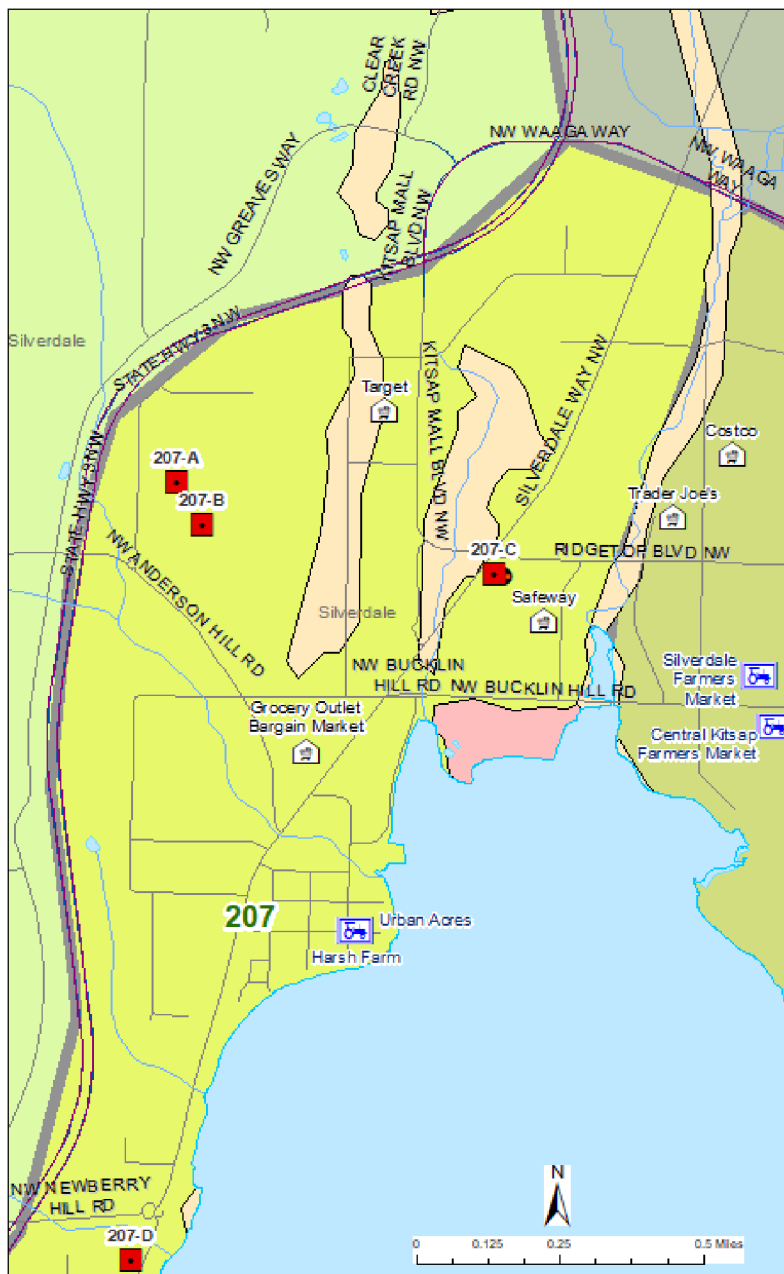 CLEAR
CREEK
RD NW
NW WAAGA WAY
NW WAAGA
WAY
NW GREAVES WAY
KITSAP MALL
BLVD NW
STATE HWY 3 NW
Silverdale
Target
KITSAP MALL BLVD NW
SILVERDALE WAY NW
Costco
207-A
Trader Joe's
207-B
STATE HWY 3 NW
NW ANDERSON HILL RD
207-C
RIDGETOP BLVD NW
Safeway
Silverdale
NW BUCKLIN
HILL RD
NW BUCKLIN HILL RD
Silverdale
Farmers
Market
Grocery Outlet
Bargain Market
Central Kitsap
Farmers' Market
207
Urban Acres
Harsh Farm
NW NEWBERRY
HILL RD
N
207-D
0 0.125 0.25 0.5 Miles